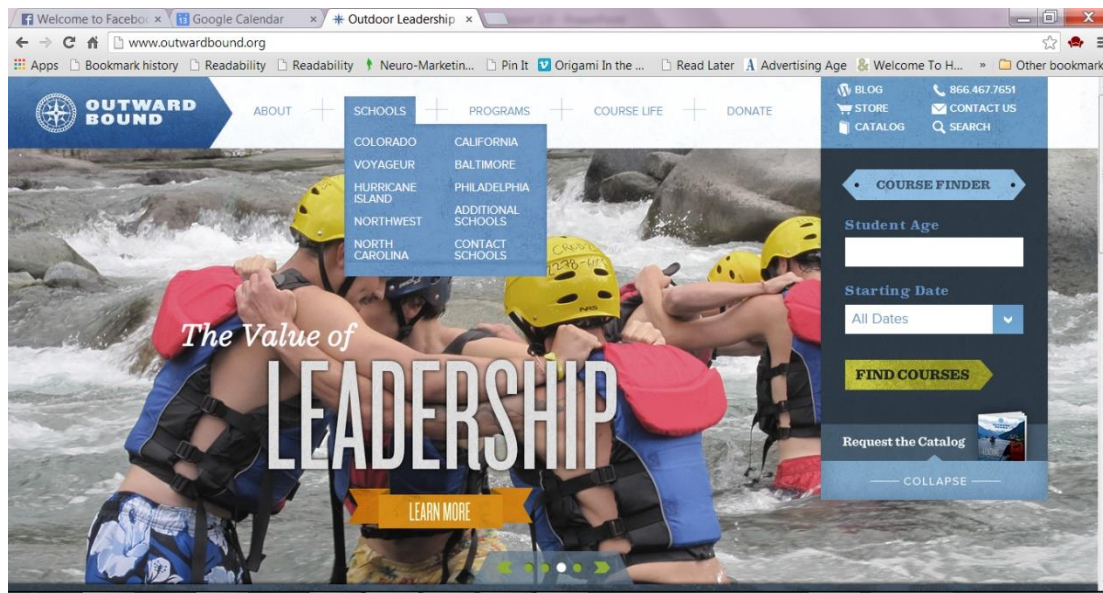 Welcome to Faceboo
Google Calendar
Outdoor Leadership
www.outwardbound.org
Apps Bookmark history Readability Readability Neuro-Marketin... Pin It Origami In the ... Read Later Advertising Age Welcome To H... » Other bookmark
OUTWARD
BOUND
ABOUT
SCHOOLS
PROGRAMS
COURSE LIFE
DONATE
BLOG 866.467.7651
STORE CONTACT US
CATALOG SEARCH
COLORADO
VOYAGEUR
HURRICANE
ISLAND
NORTHWEST
NORTH
CAROLINA
CALIFORNIA
BALTIMORE
PHILADELPHIA
ADDITIONAL
SCHOOLS
CONTACT
SCHOOLS
COURSE FINDER
Student Age
Starting Date
All Dates
FIND COURSES
Request the Catalog
COLLAPSE
NRS
The Value of
LEADERSHIP
LEARN MORE